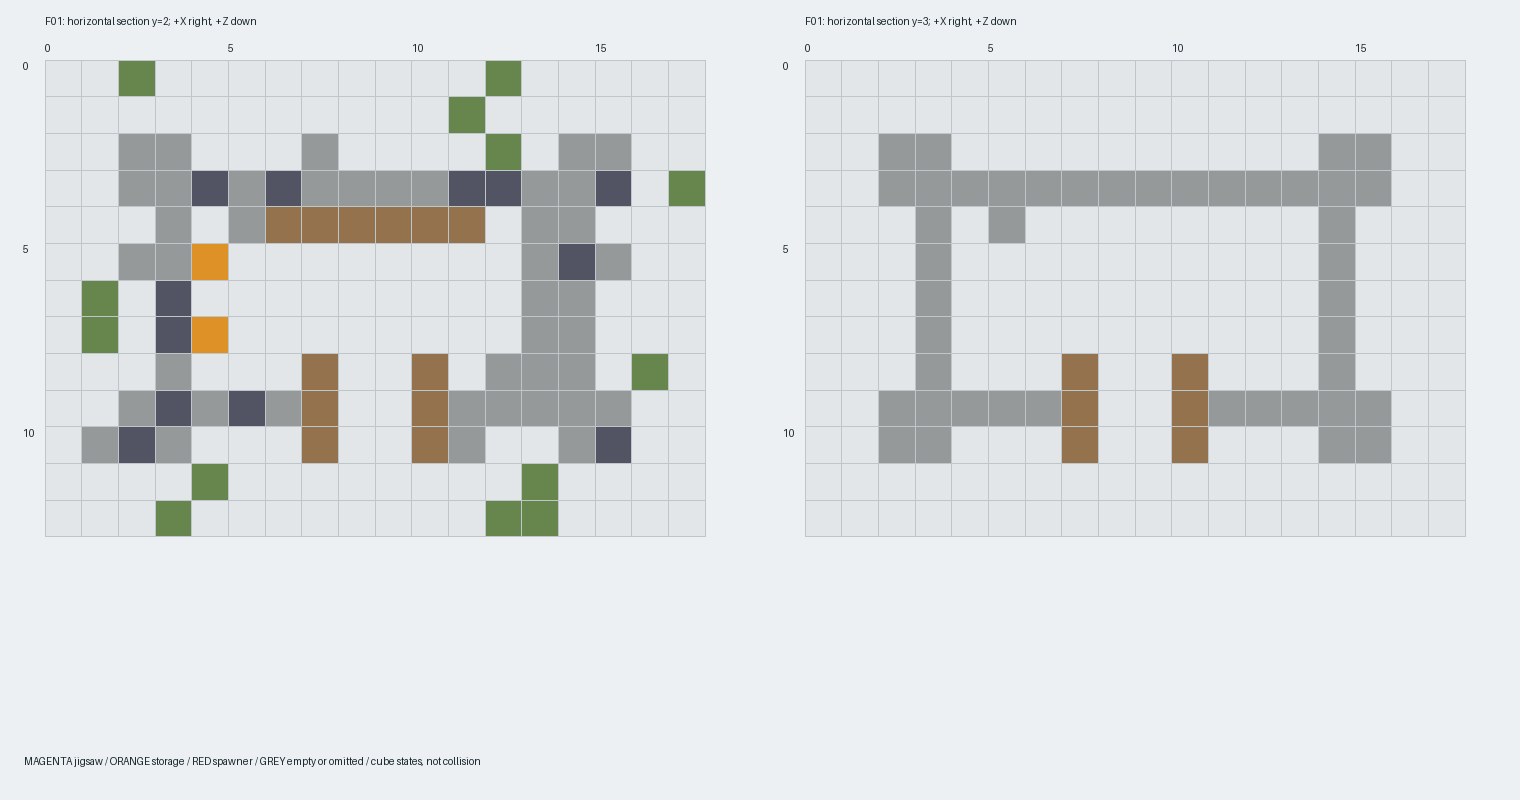 F01: horizontal section y=2; +X right, +Z down
F01: horizontal section y=3; +X right, +Z down
0 5 10 15
0 5 10 15
0
0
5
5
10
10
MAGENTA jigsaw / ORANGE storage / RED spawner / GREY empty or omitted / cube states, not collision